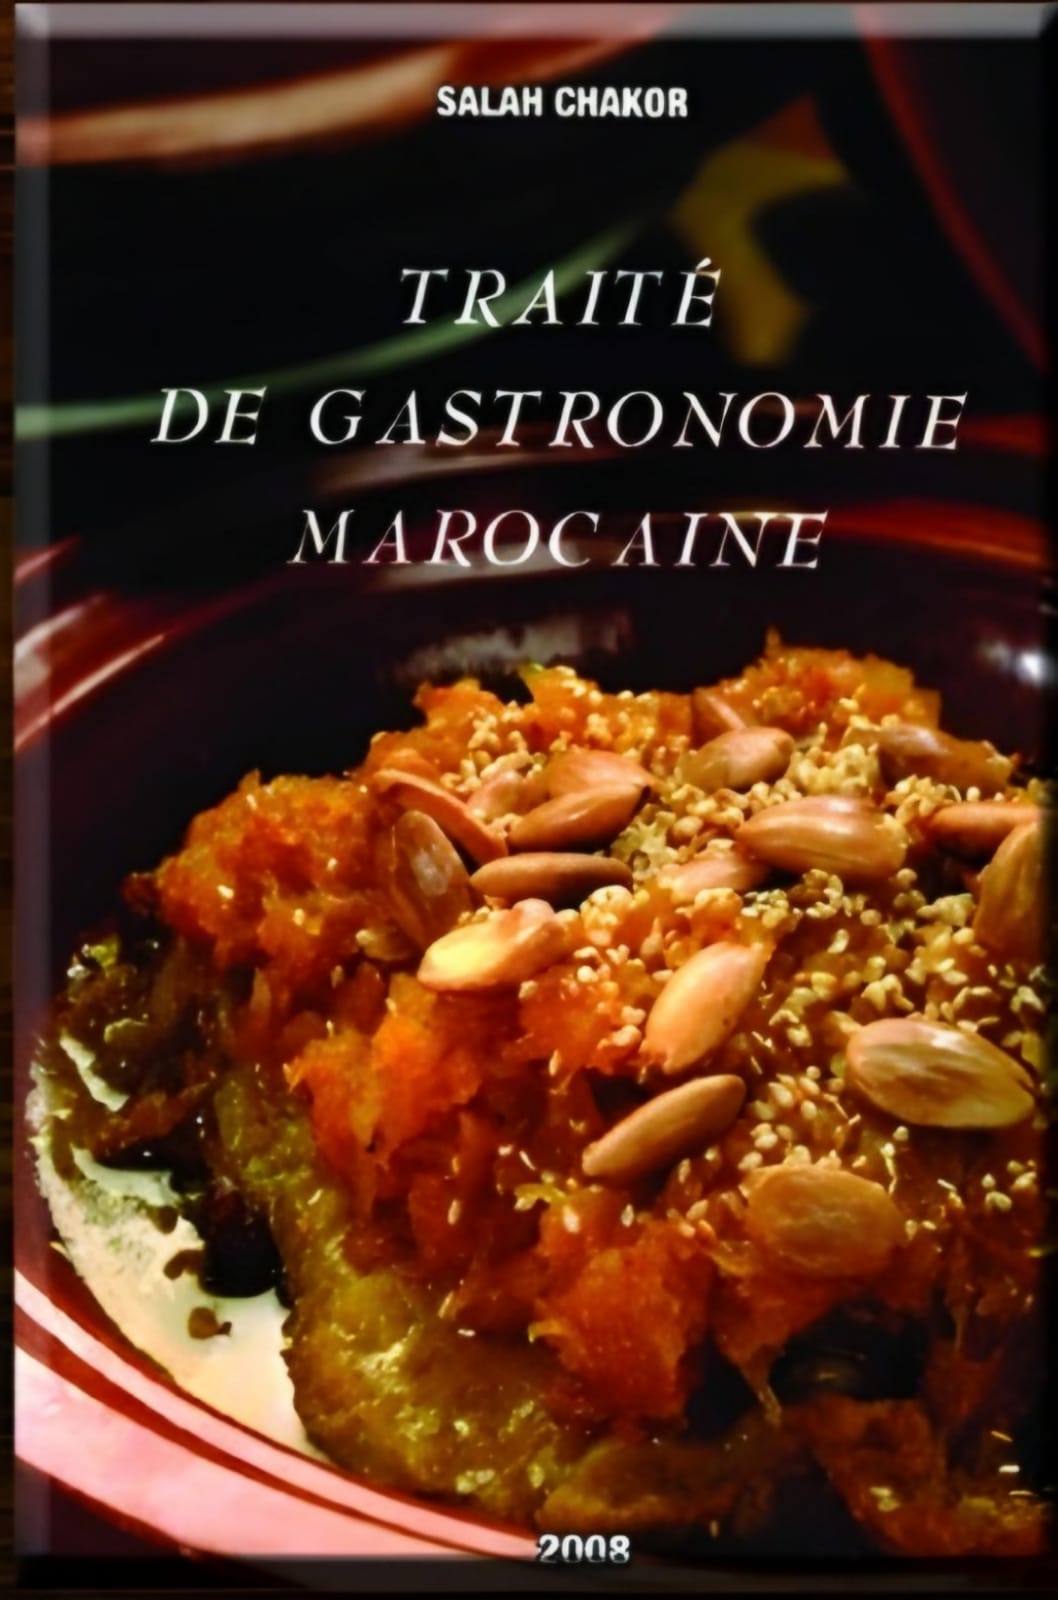 SALAH CHAKOR
TRAITÉ
DE GASTRONOMIE
MAROCAINE
2008